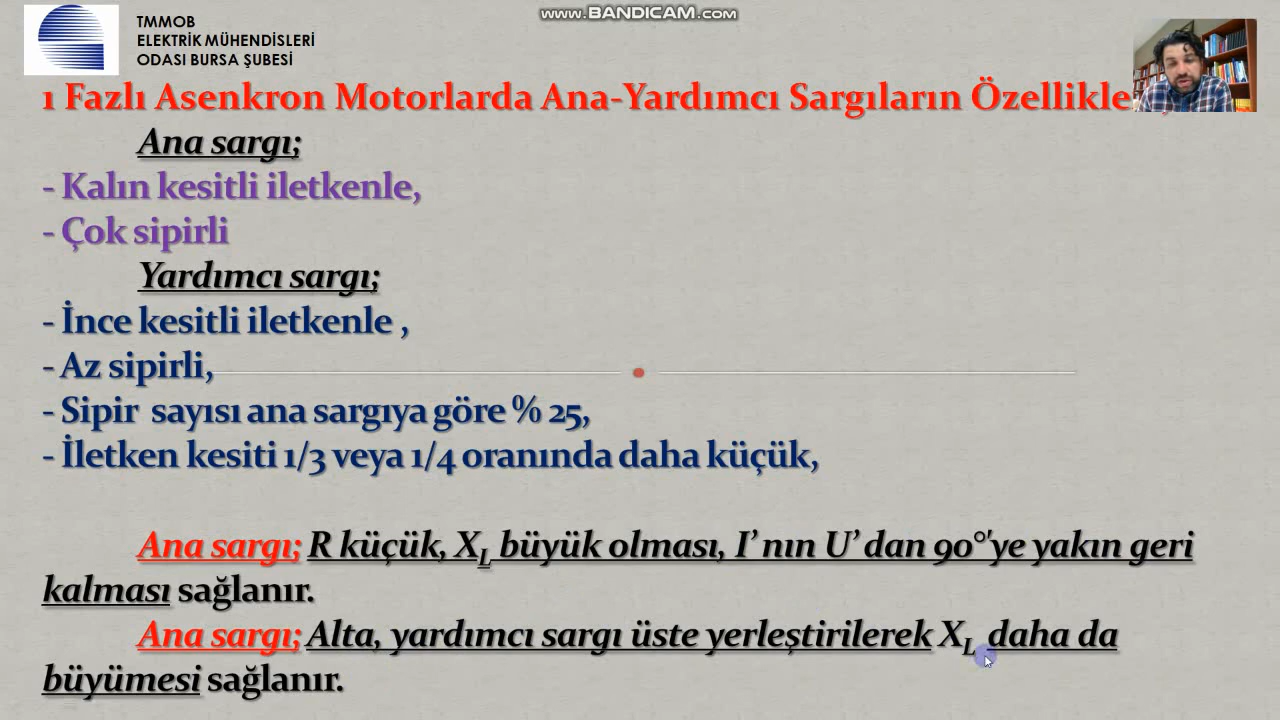 www.BANDICAM.com
TMMOB
ELEKTRİK MÜHENDİSLERİ
ODASI BURSA ŞUBESİ
1 Fazlı Asenkron Motorlarda Ana-Yardımcı Sargıların
Ana sargı;
- Kalın kesitli iletkenle,
- Çok sipirli
Yardımcı sargı;
- İnce kesitli iletkenle ,
- Az sipirli,
- Sipir sayısı ana sargıya göre % 25,
- İletken kesiti 1/3 veya 1/4 oranında daha küçük,
Ana sargı; R küçük, XL büyük olması, I’ nın U’ dan 90°'ye yakın geri
kalması sağlanır.
Ana sargı; Alta, yardımcı sargı üste yerleştirilerek XL daha da
büyümesi sağlanır.